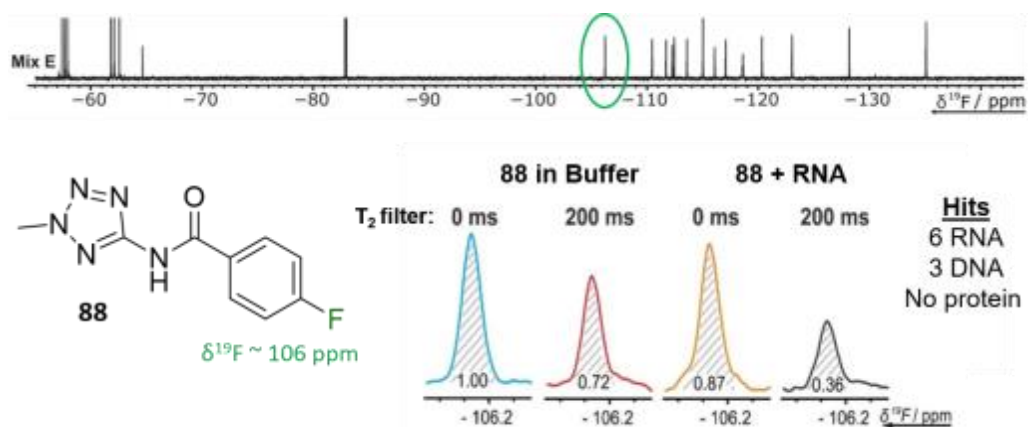 Mix E
−60 −70 −80 −90 −100 −110 −120 −130 δ¹⁹F / ppm
88 in Buffer 88 + RNA
T₂ filter: 0 ms 200 ms 0 ms 200 ms
Hits
6 RNA
3 DNA
No protein
N=N
N N
O
N
H
F
88
δ¹⁹F ~ 106 ppm
1.00 0.72 0.87 0.36
- 106.2 - 106.2 - 106.2 - 106.2 δ¹⁹F / ppm